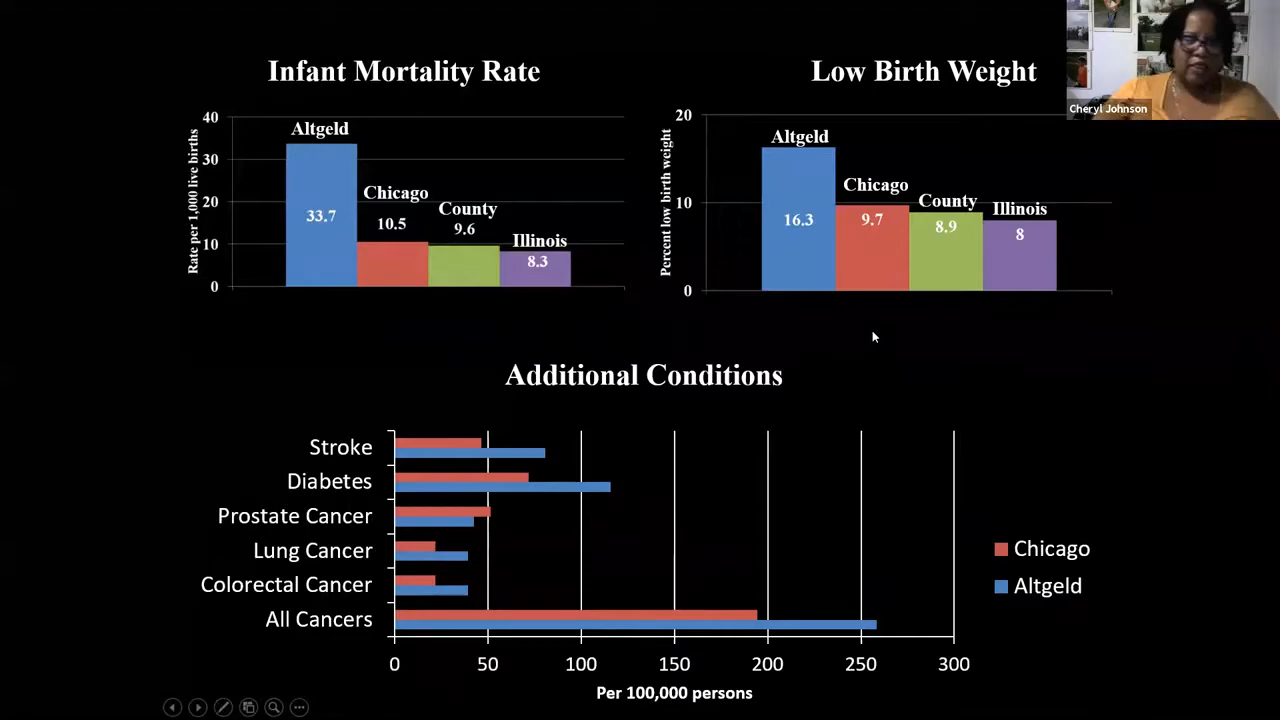 Infant Mortality Rate
Rate per 1,000 live births
40
30
20
10
0
Altgeld
33.7
Chicago
10.5
County
9.6
Illinois
8.3
Low Birth Weight
Percent low birth weight
20
10
0
Altgeld
16.3
Chicago
9.7
County
8.9
Illinois
8
Cheryl Johnson
Additional Conditions
Stroke
Diabetes
Prostate Cancer
Lung Cancer
Colorectal Cancer
All Cancers
0 50 100 150 200 250 300
Per 100,000 persons
Chicago
Altgeld